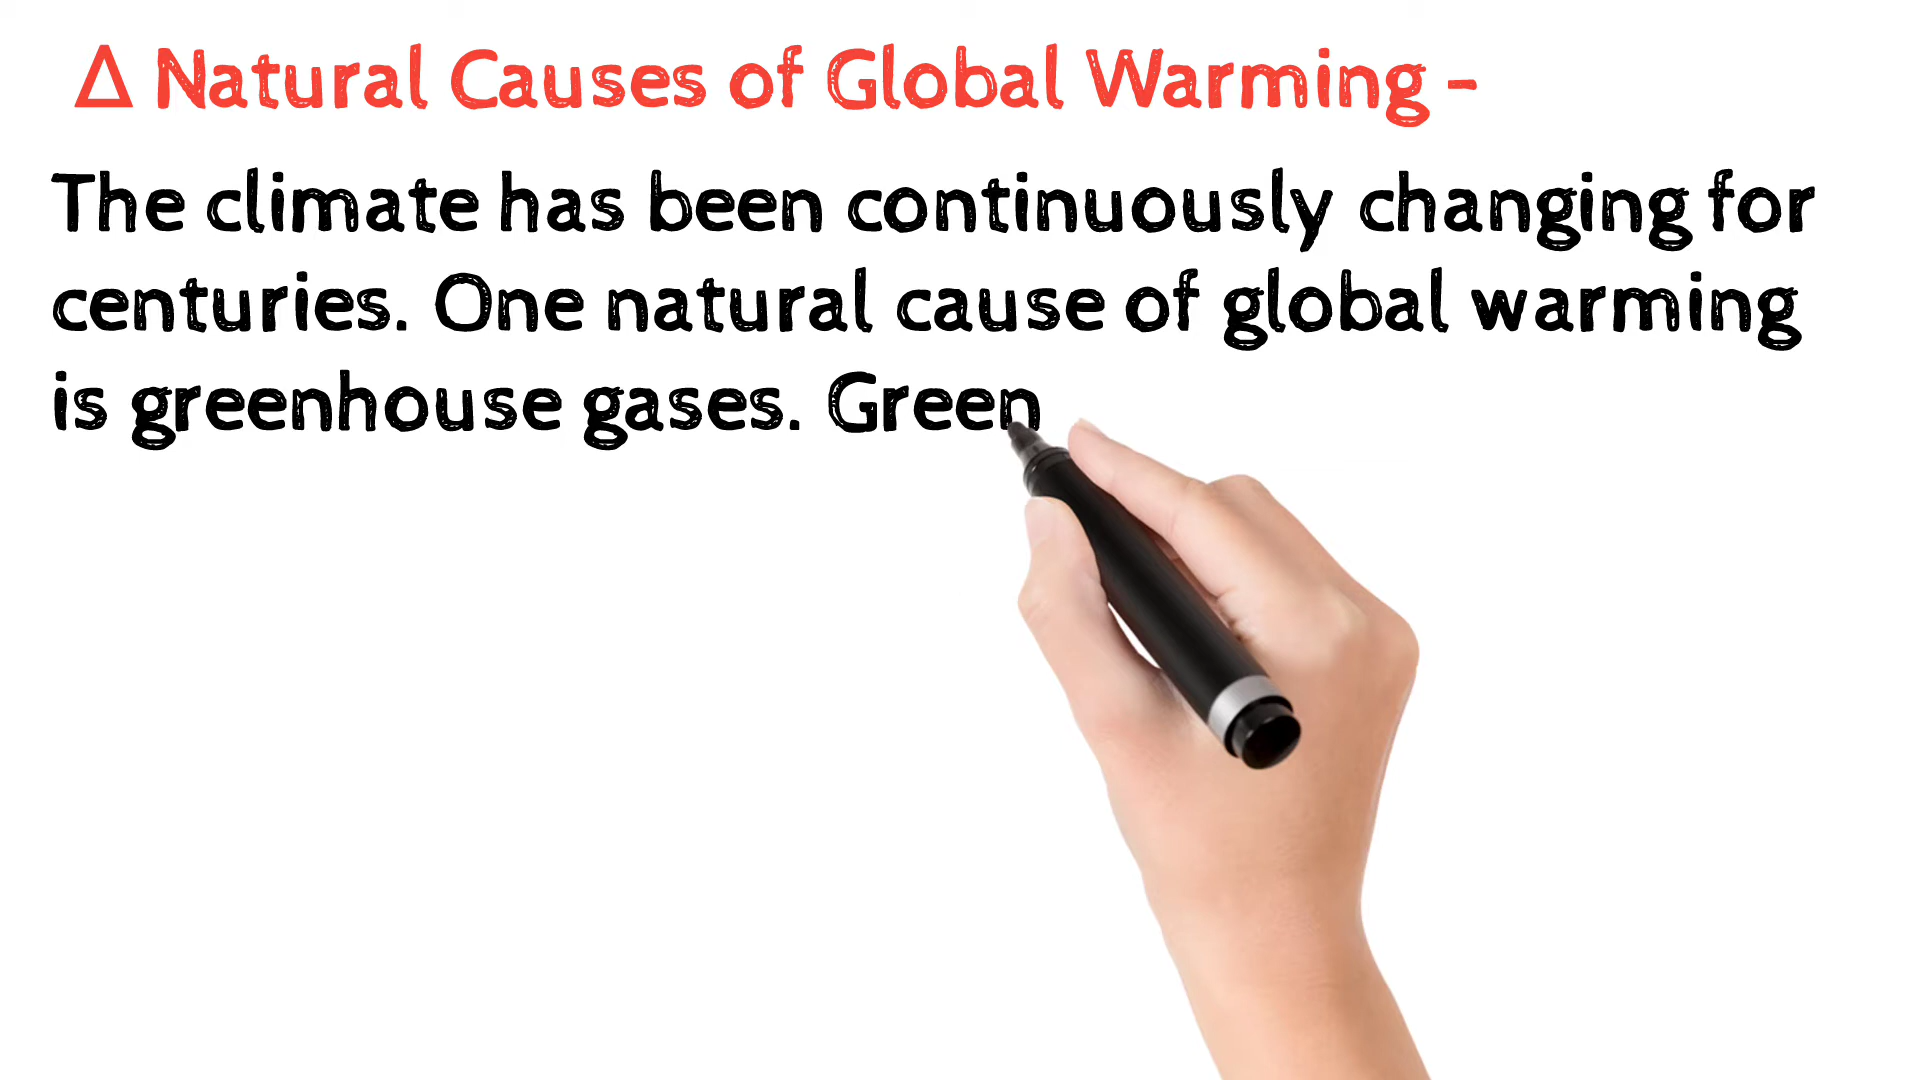 Δ Natural Causes of Global Warming -
The climate has been continuously changing for
centuries. One natural cause of global warming
is greenhouse gases. Green